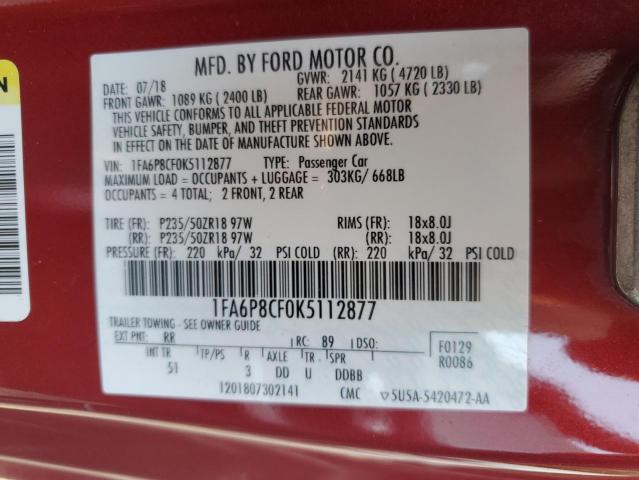 MFD. BY FORD MOTOR CO.
DATE: 07/18 GVWR: 2141 KG (4720 LB)
FRONT GAWR: 1089 KG (2400 LB) REAR GAWR: 1057 KG (2330 LB)
THIS VEHICLE CONFORMS TO ALL APPLICABLE FEDERAL MOTOR
VEHICLE SAFETY, BUMPER, AND THEFT PREVENTION STANDARDS
IN EFFECT ON THE DATE OF MANUFACTURE SHOWN ABOVE.
VIN: 1FA6P8CF0K5112877 TYPE: Passenger Car
MAXIMUM LOAD = OCCUPANTS + LUGGAGE = 303KG/668LB
OCCUPANTS = 4 TOTAL; 2 FRONT, 2 REAR
TIRE (FR): P235/50ZR18 97W RIMS (FR): 18x8.0J
(RR): P235/50ZR18 97W (RR): 18x8.0J
PRESSURE (FR): 220 kPa/ 32 PSI COLD (RR): 220 kPa/ 32 PSI COLD
1FA6P8CF0K5112877
TRAILER TOWING - SEE OWNER GUIDE
EXT PNT: RR RC: 89 DSO: F0129
INT TR TP/PS R AXLE TR SPR R0086
51 3 DD U DDBB
1201807302141 CMC ▽5U5A-5420472-AA